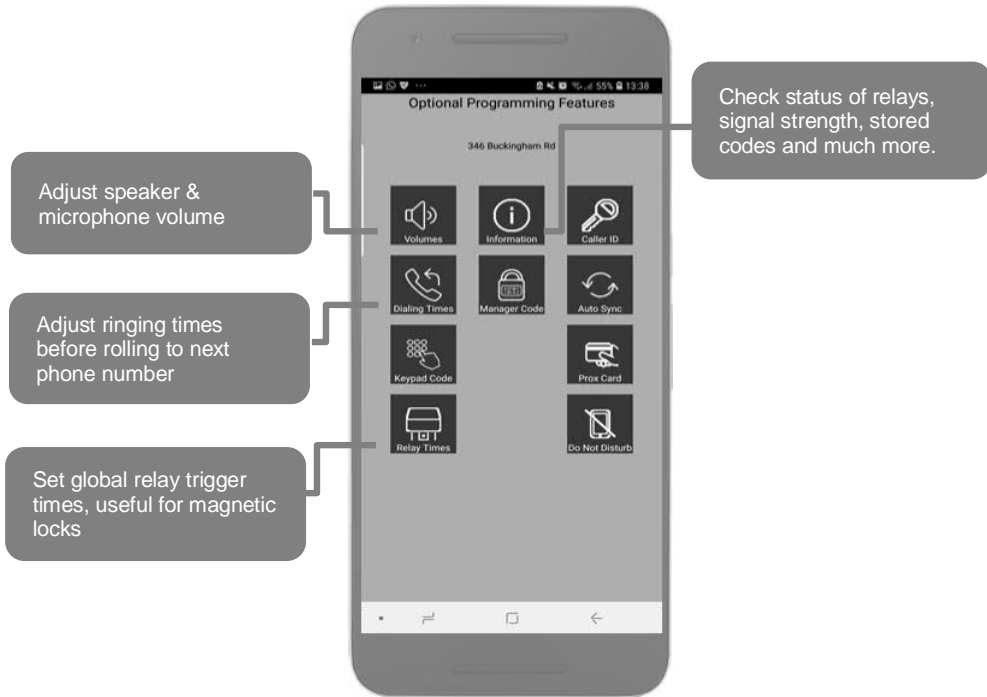 55% 13:38
Optional Programming Features
346 Buckingham Rd
Check status of relays,
signal strength, stored
codes and much more.
Adjust speaker &
microphone volume
Volumes
Information
Caller ID
Dialing Times
Manager Code
Auto Sync
Adjust ringing times
before rolling to next
phone number
Keypad Code
Prox Card
Relay Times
Do Not Disturb
Set global relay trigger
times, useful for magnetic
locks